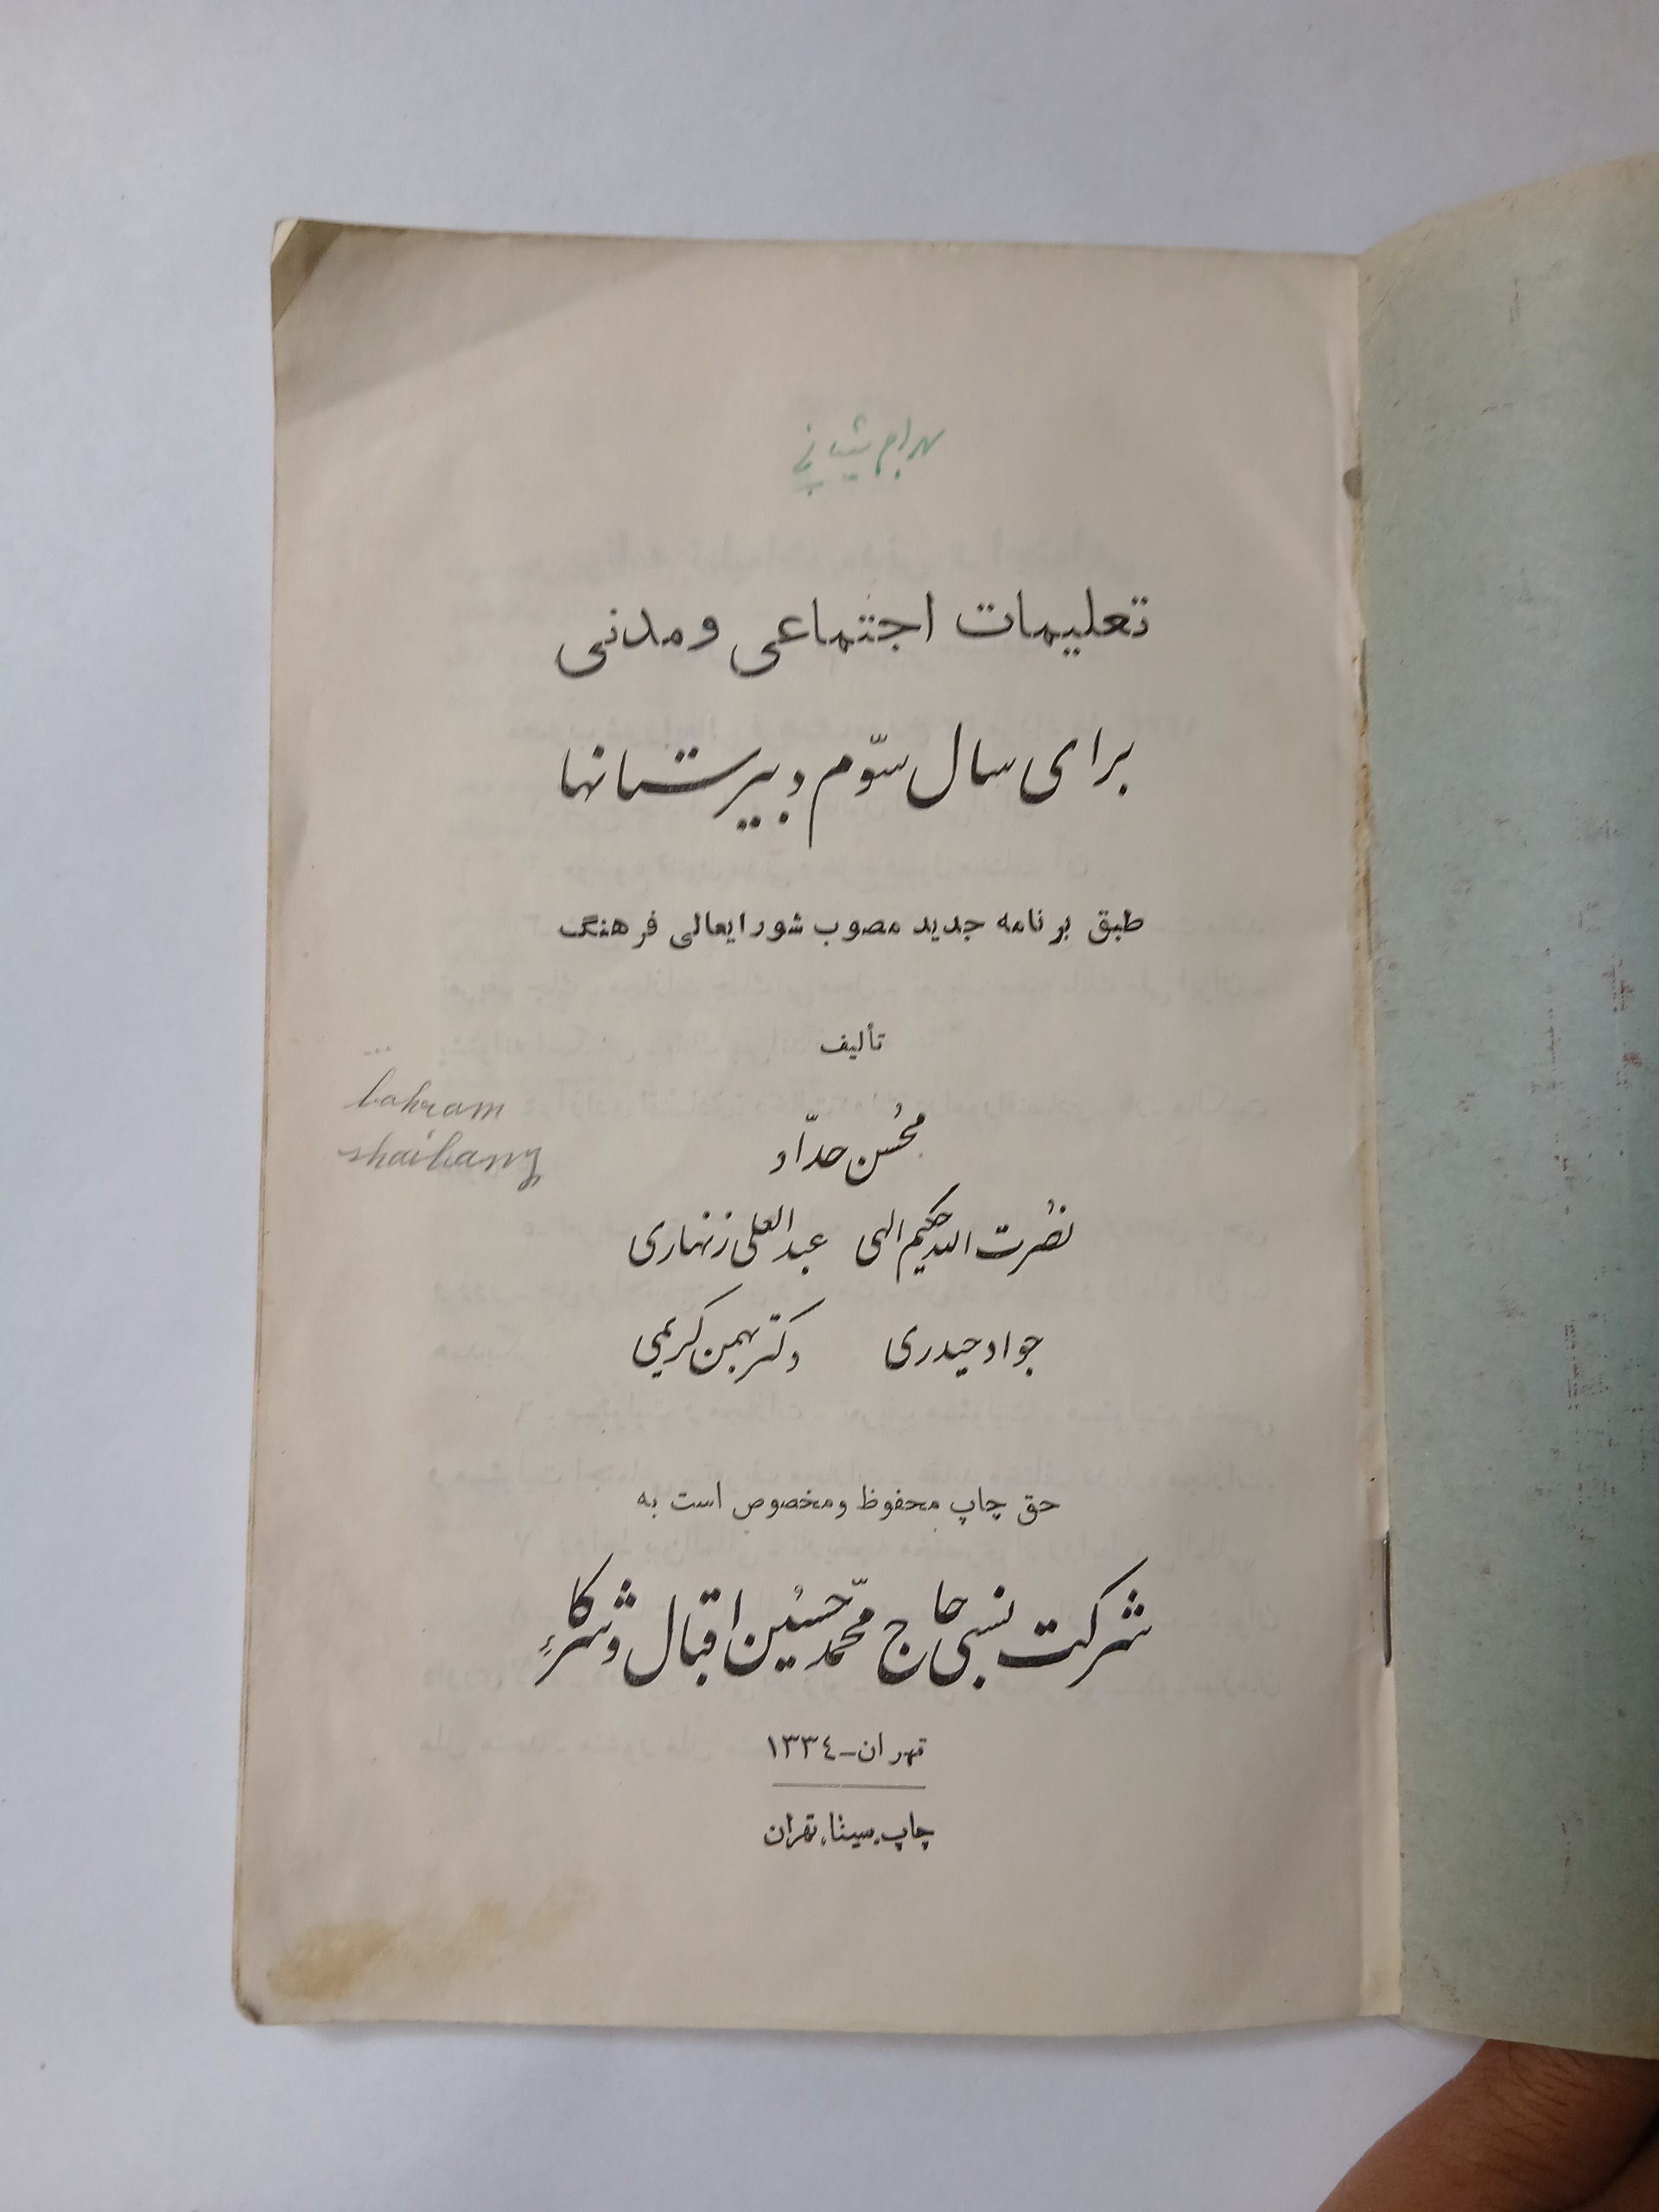 بهرام شیبانی
تعلیمات اجتماعی و مدنی
برای سال سوّم دبیرستانها
طبق برنامه جدید مصوب شورایعالی فرهنگ
تألیف
محسن حدّاد
bahram
shaibany
نصرت الله حکیم الهی عبدالعلی زنهاری
جواد حیدری دکتر بهمن کریمی
حق چاپ محفوظ ومخصوص است به
شرکت نسبی حاج محمّد حسین اقبال و شرکاء
تهران-۱۳۳٤
چاپ سینا، تهران